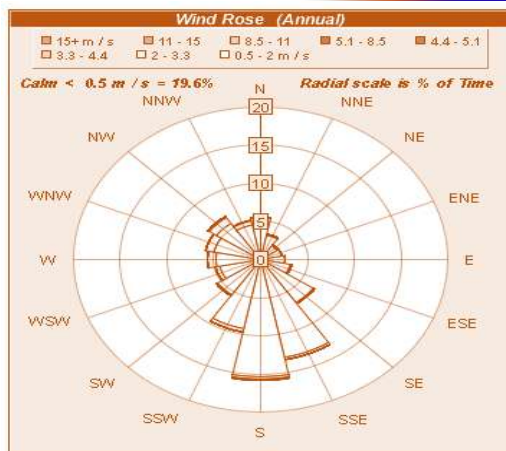 Wind Rose (Annual)
15+ m / s 11 - 15 8.5 - 11 5.1 - 8.5 4.4 - 5.1
3.3 - 4.4 2 - 3.3 0.5 - 2 m / s
Calm < 0.5 m / s = 19.6% Radial scale is % of Time
N
NNW NNE
20
NW NE
15
10
WNW ENE
5
W 0 E
WSW ESE
SW SE
SSW SSE
S